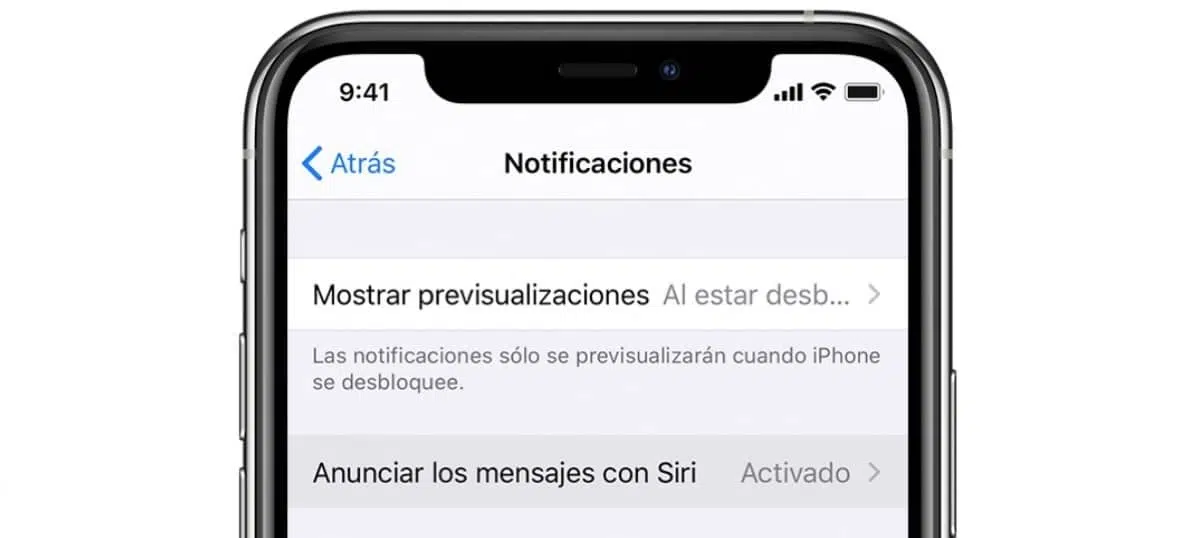 9:41
Atrás
Notificaciones
Mostrar previsualizaciones Al estar desb...
Las notificaciones sólo se previsualizarán cuando iPhone
se desbloquee.
Anunciar los mensajes con Siri Activado